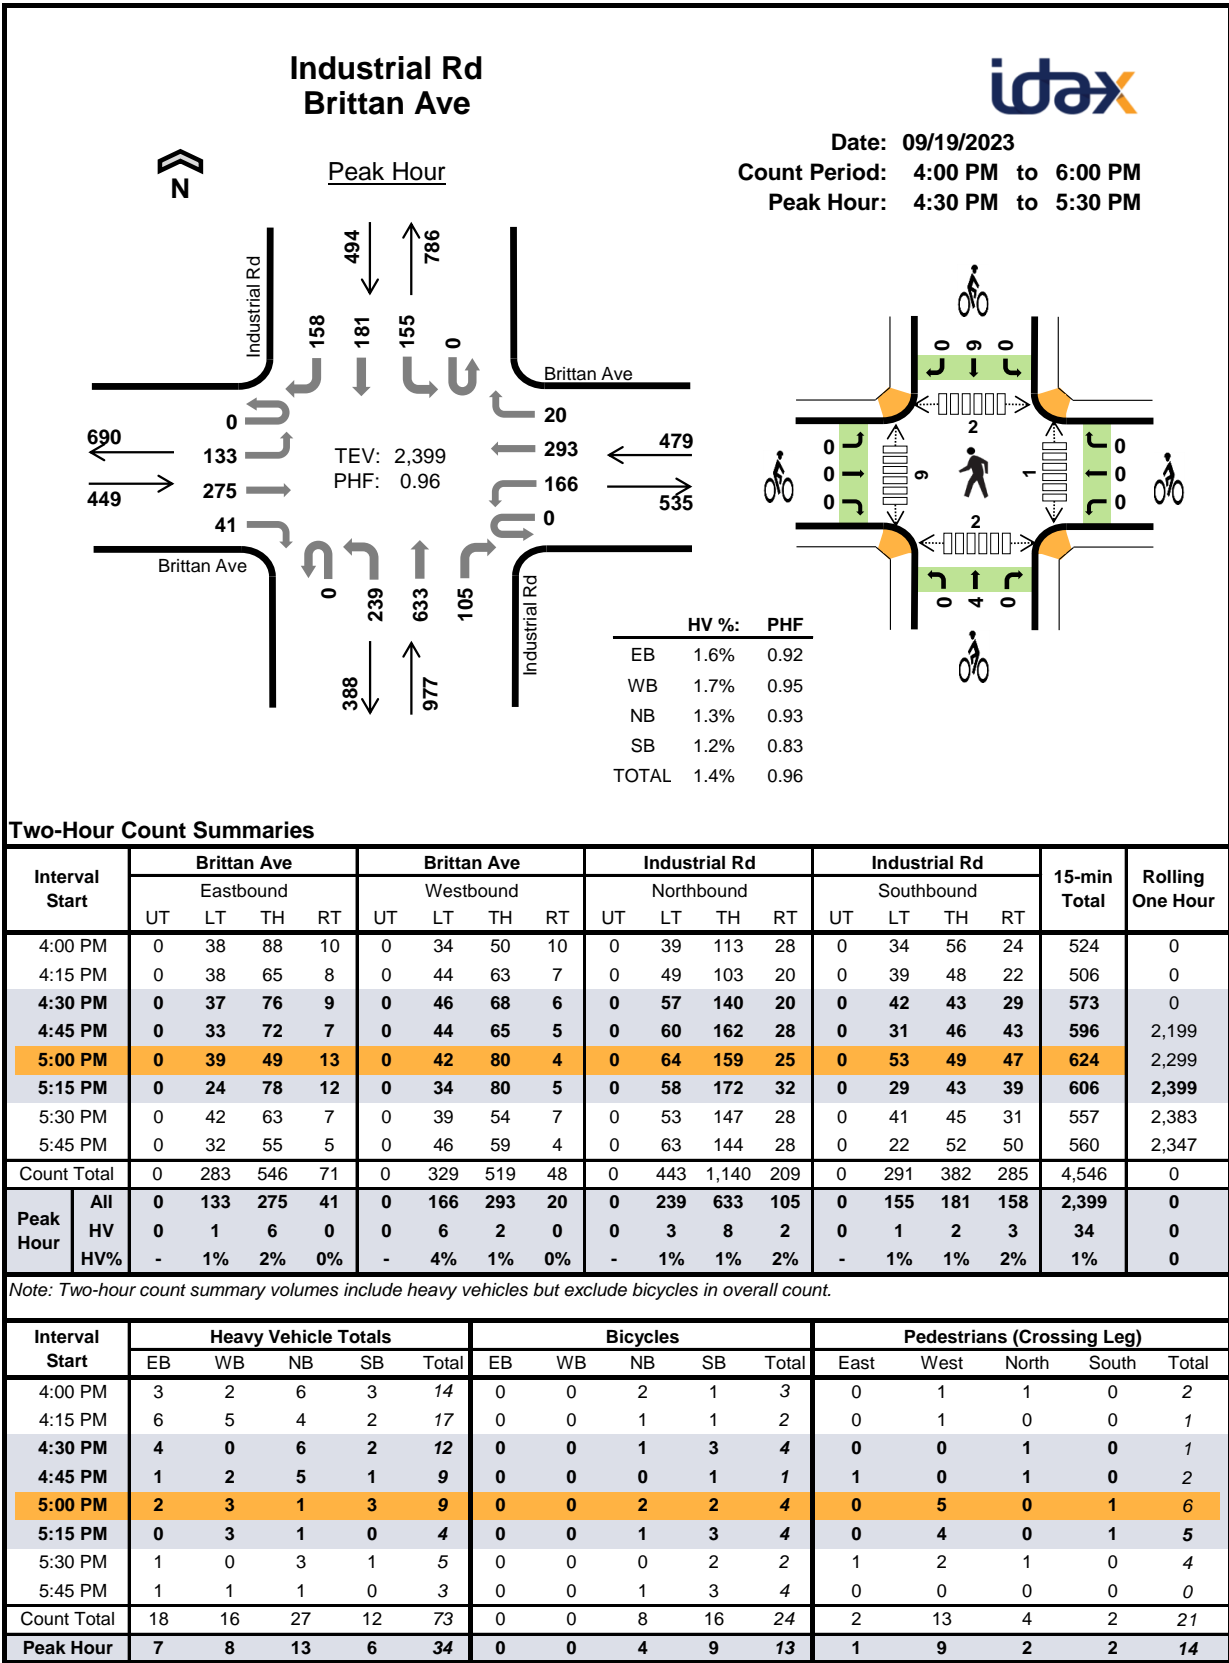 Industrial Rd
Brittan Ave
idax
Date: 09/19/2023
Count Period: 4:00 PM to 6:00 PM
Peak Hour: 4:30 PM to 5:30 PM
N
Peak Hour
494
786
Industrial Rd
158
181
155
0
Brittan Ave
0
20
690
133
TEV: 2,399
293
479
449
275
PHF: 0.96
166
535
41
0
Brittan Ave
0
239
633
105
Industrial Rd
388
977
0 9 0
2
0
0
0
9
1
0
0
0
2
0 4 0
HV %: PHF
EB 1.6% 0.92
WB 1.7% 0.95
NB 1.3% 0.93
SB 1.2% 0.83
TOTAL 1.4% 0.96
Two-Hour Count Summaries
Interval Start Brittan Ave Brittan Ave Industrial Rd Industrial Rd 15-min Total Rolling One Hour
Eastbound Westbound Northbound Southbound
UT LT TH RT UT LT TH RT UT LT TH RT UT LT TH RT
4:00 PM 0 38 88 10 0 34 50 10 0 39 113 28 0 34 56 24 524 0
4:15 PM 0 38 65 8 0 44 63 7 0 49 103 20 0 39 48 22 506 0
4:30 PM 0 37 76 9 0 46 68 6 0 57 140 20 0 42 43 29 573 0
4:45 PM 0 33 72 7 0 44 65 5 0 60 162 28 0 31 46 43 596 2,199
5:00 PM 0 39 49 13 0 42 80 4 0 64 159 25 0 53 49 47 624 2,299
5:15 PM 0 24 78 12 0 34 80 5 0 58 172 32 0 29 43 39 606 2,399
5:30 PM 0 42 63 7 0 39 54 7 0 53 147 28 0 41 45 31 557 2,383
5:45 PM 0 32 55 5 0 46 59 4 0 63 144 28 0 22 52 50 560 2,347
Count Total 0 283 546 71 0 329 519 48 0 443 1,140 209 0 291 382 285 4,546 0
Peak Hour All 0 133 275 41 0 166 293 20 0 239 633 105 0 155 181 158 2,399 0
HV 0 1 6 0 0 6 2 0 0 3 8 2 0 1 2 3 34 0
HV% - 1% 2% 0% - 4% 1% 0% - 1% 1% 2% - 1% 1% 2% 1% 0
Note: Two-hour count summary volumes include heavy vehicles but exclude bicycles in overall count.
Interval Start Heavy Vehicle Totals Bicycles Pedestrians (Crossing Leg)
EB WB NB SB Total EB WB NB SB Total East West North South Total
4:00 PM 3 2 6 3 14 0 0 2 1 3 0 1 1 0 2
4:15 PM 6 5 4 2 17 0 0 1 1 2 0 1 0 0 1
4:30 PM 4 0 6 2 12 0 0 1 3 4 0 0 1 0 1
4:45 PM 1 2 5 1 9 0 0 0 1 1 1 0 1 0 2
5:00 PM 2 3 1 3 9 0 0 2 2 4 0 5 0 1 6
5:15 PM 0 3 1 0 4 0 0 1 3 4 0 4 0 1 5
5:30 PM 1 0 3 1 5 0 0 0 2 2 1 2 1 0 4
5:45 PM 1 1 1 0 3 0 0 1 3 4 0 0 0 0 0
Count Total 18 16 27 12 73 0 0 8 16 24 2 13 4 2 21
Peak Hour 7 8 13 6 34 0 0 4 9 13 1 9 2 2 14